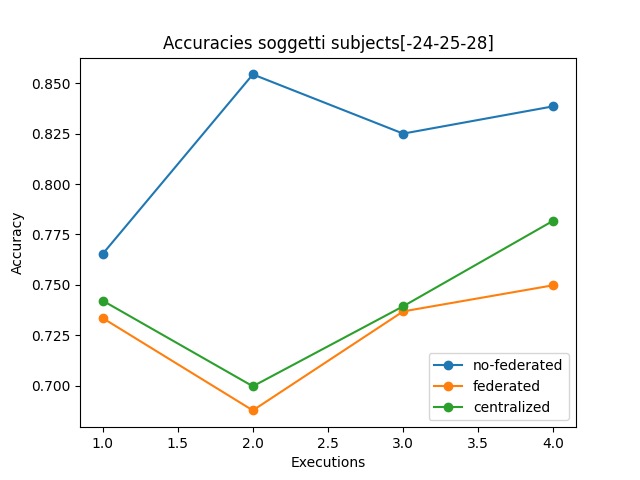 Accuracies soggetti subjects[-24-25-28]
0.850
0.825
0.800
0.775
0.750
0.725
0.700
Accuracy
1.0 1.5 2.0 2.5 3.0 3.5 4.0
Executions
no-federated
federated
centralized